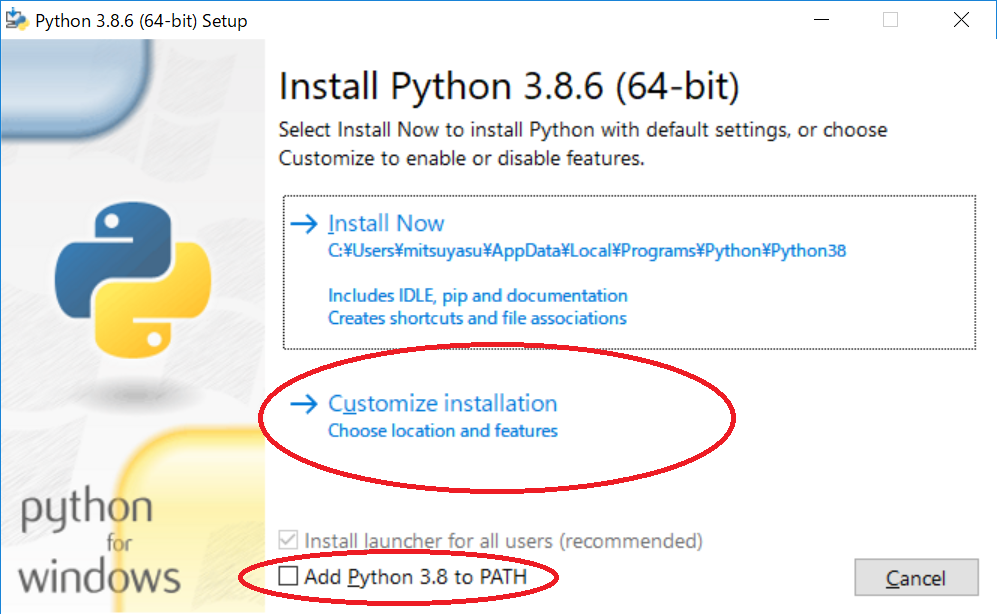 Python 3.8.6 (64-bit) Setup
Install Python 3.8.6 (64-bit)
Select Install Now to install Python with default settings, or choose
Customize to enable or disable features.
Install Now
C:¥Users¥mitsuyasu¥AppData¥Local¥Programs¥Python¥Python38
Includes IDLE, pip and documentation
Creates shortcuts and file associations
Customize installation
Choose location and features
python
for
windows
Install launcher for all users (recommended)
Add Python 3.8 to PATH
Cancel